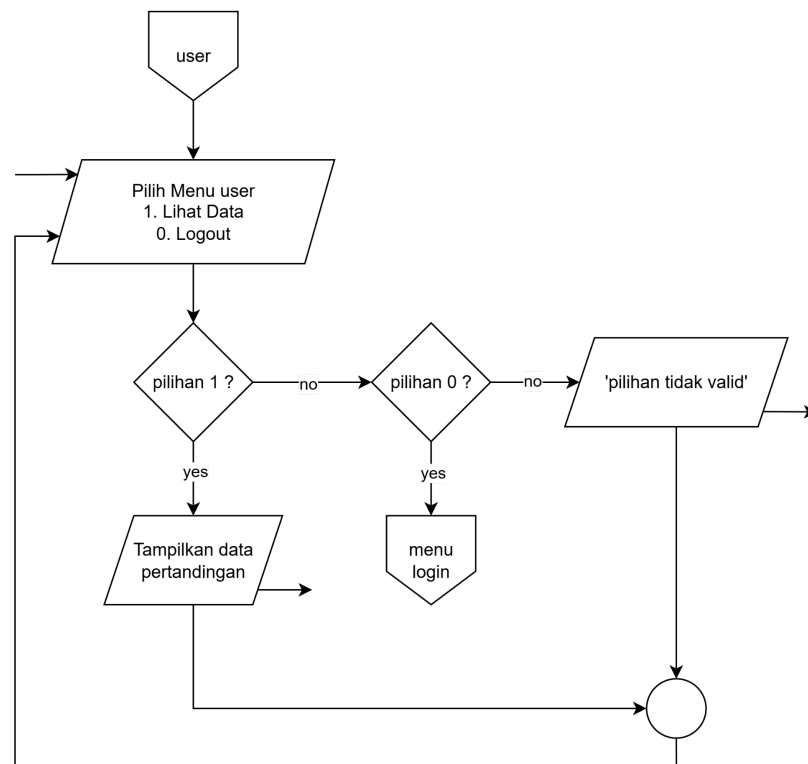 user
Pilih Menu user
1. Lihat Data
0. Logout
pilihan 1 ?
no
pilihan 0 ?
no
'pilihan tidak valid'
yes
yes
Tampilkan data
pertandingan
menu
login